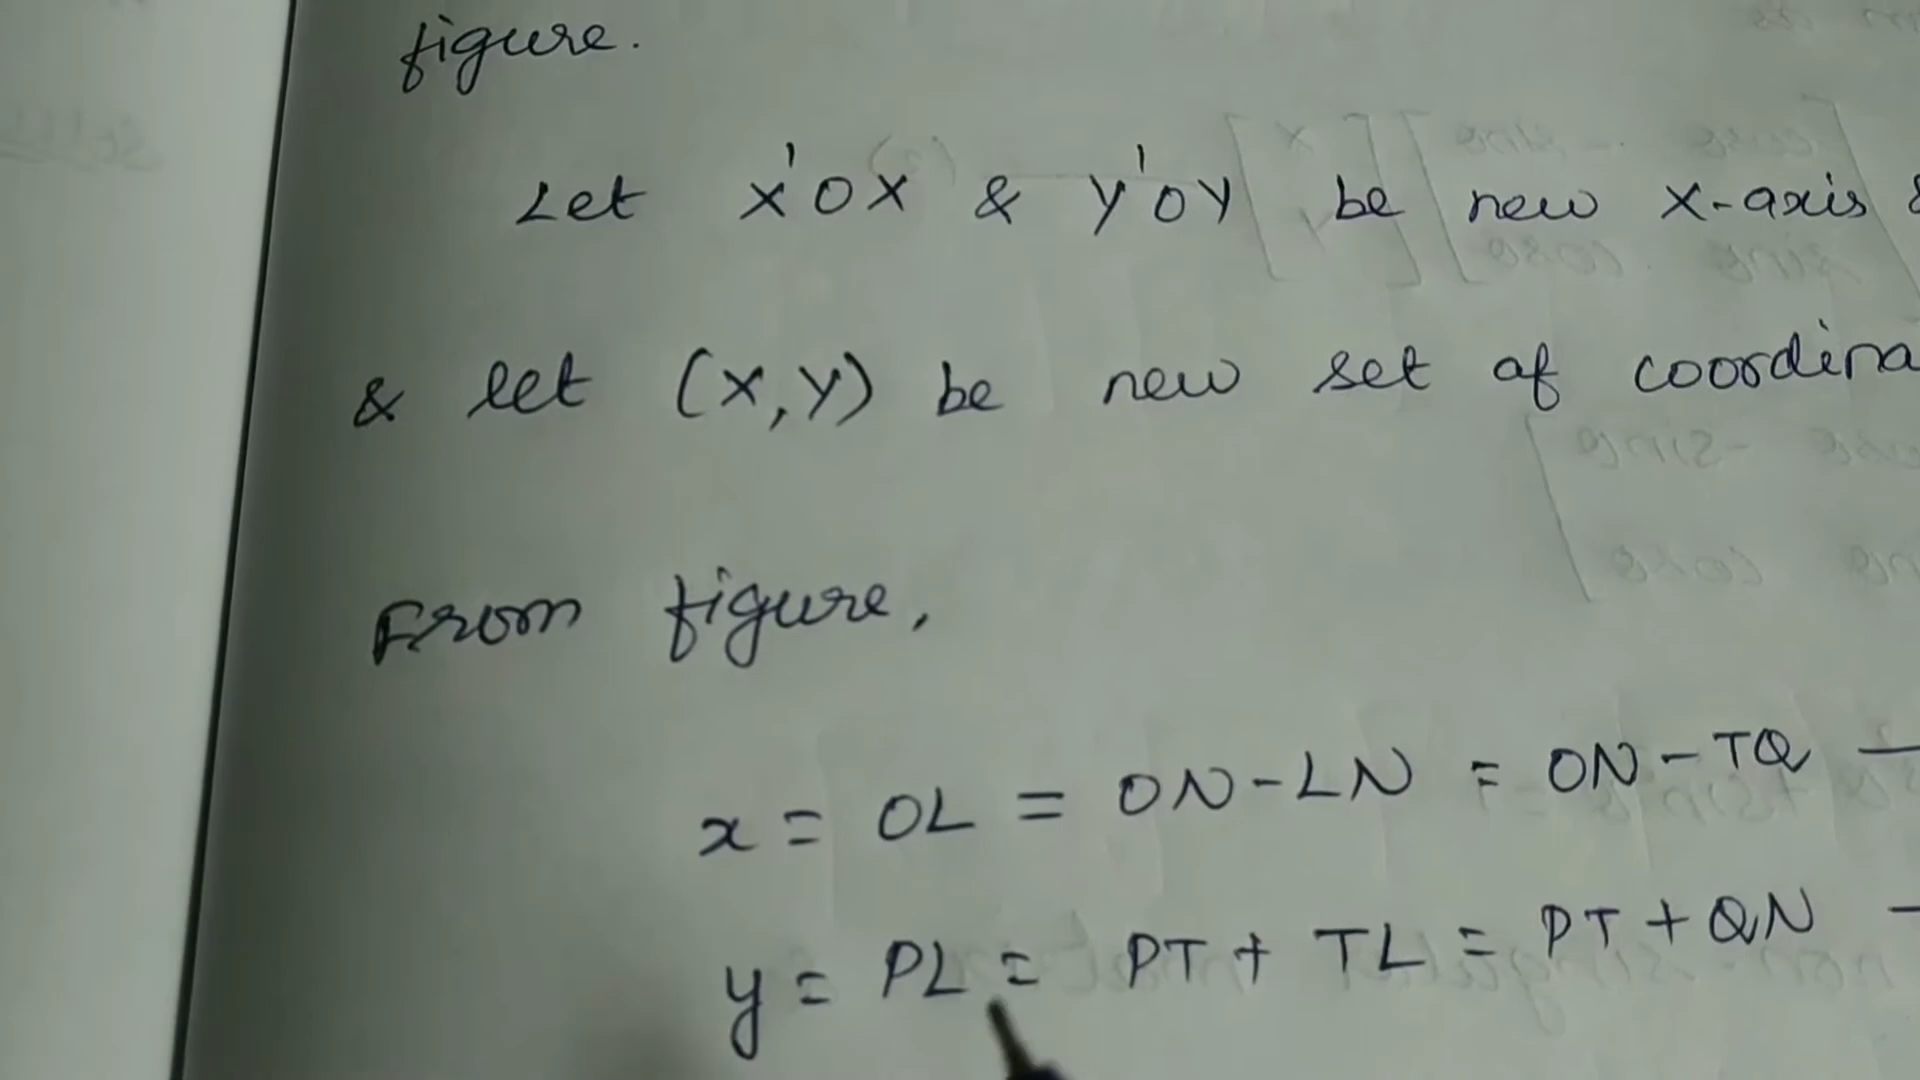 figure.
Let X'OX & Y'OY be new X-axis &
& let (X,Y) be new set of coordina
From figure,
x = OL = ON - LN = ON - TQ —
y = PL = PT + TL = PT + QN —